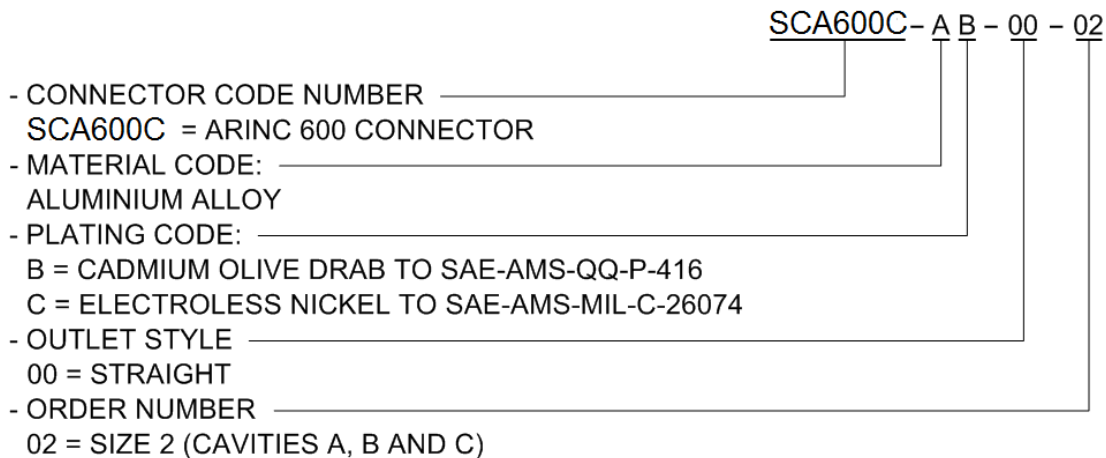 SCA600C- A B - 00 - 02
- CONNECTOR CODE NUMBER
SCA600C = ARINC 600 CONNECTOR
- MATERIAL CODE:
ALUMINIUM ALLOY
- PLATING CODE:
B = CADMIUM OLIVE DRAB TO SAE-AMS-QQ-P-416
C = ELECTROLESS NICKEL TO SAE-AMS-MIL-C-26074
- OUTLET STYLE
00 = STRAIGHT
- ORDER NUMBER
02 = SIZE 2 (CAVITIES A, B AND C)